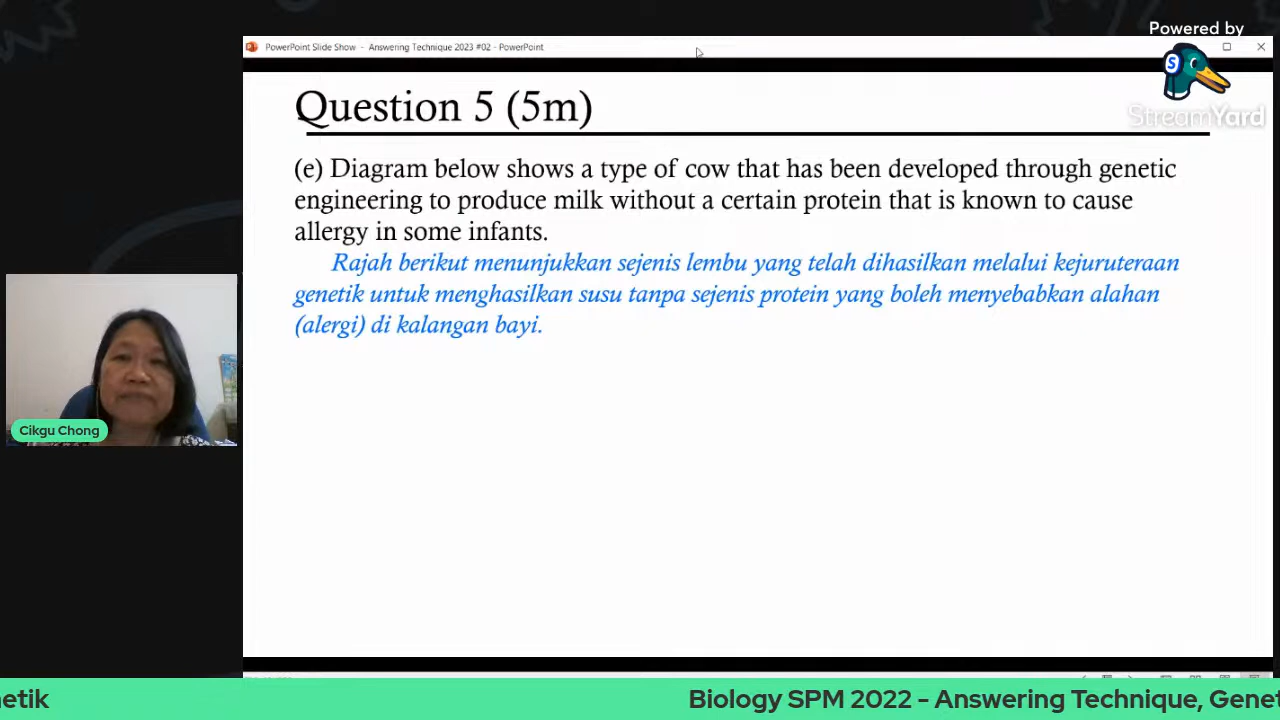 Powered by
StreamYard
PowerPoint Slide Show - Answering Technique 2023 #02 - PowerPoint
Question 5 (5m)
(e) Diagram below shows a type of cow that has been developed through genetic
engineering to produce milk without a certain protein that is known to cause
allergy in some infants.
Rajah berikut menunjukkan sejenis lembu yang telah dihasilkan melalui kejuruteraan
genetik untuk menghasilkan susu tanpa sejenis protein yang boleh menyebabkan alahan
(alergi) di kalangan bayi.
Cikgu Chong
netik
Biology SPM 2022 - Answering Technique, Genet